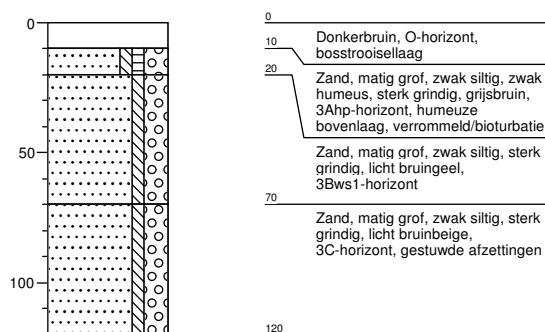 0
50
100
0
Donkerbruin, O-horizont,
bosstrooisellaag
10
Zand, matig grof, zwak siltig, zwak
humeus, sterk grindig, grijsbruin,
3Ahp-horizont, humeuze
bovenlaag, verrommeld/bioturbatie
20
Zand, matig grof, zwak siltig, sterk
grindig, licht bruingeel,
3Bws1-horizont
70
Zand, matig grof, zwak siltig, sterk
grindig, licht bruinbeige,
3C-horizont, gestuwde afzettingen
120